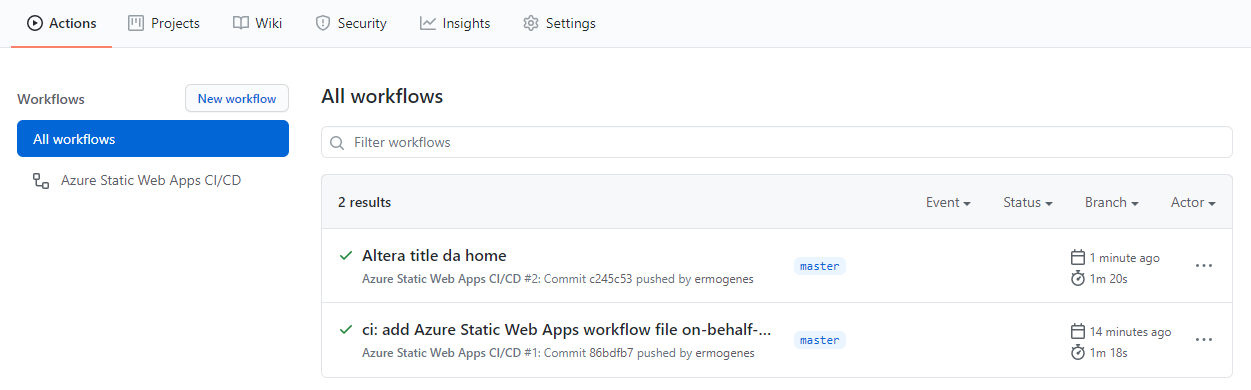 Actions Projects Wiki Security Insights Settings
Workflows New workflow
All workflows
Azure Static Web Apps CI/CD
All workflows
Filter workflows
2 results Event Status Branch Actor
Altera title da home
Azure Static Web Apps CI/CD #2: Commit c245c53 pushed by ermogenes
master
1 minute ago
1m 20s
ci: add Azure Static Web Apps workflow file on-behalf-...
Azure Static Web Apps CI/CD #1: Commit 86bdfb7 pushed by ermogenes
master
14 minutes ago
1m 18s